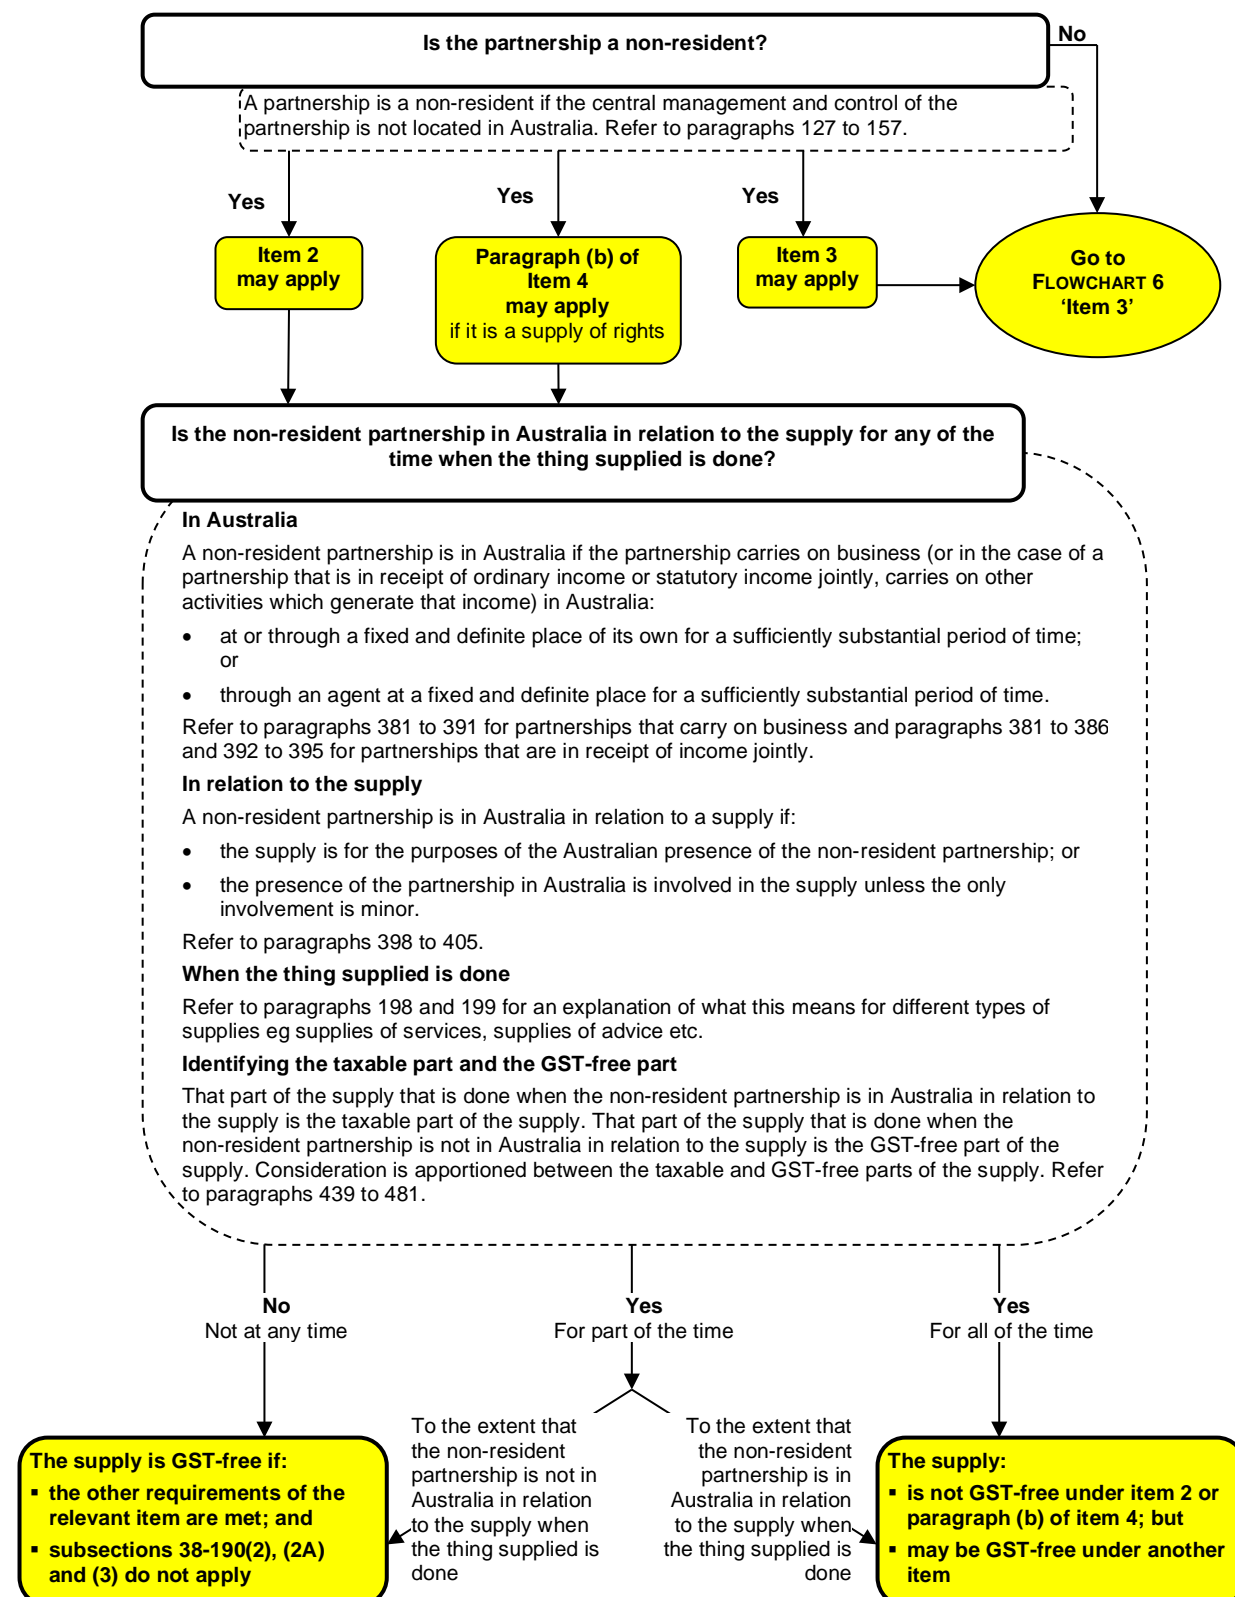 Is the partnership a non-resident?
No
A partnership is a non-resident if the central management and control of the
partnership is not located in Australia. Refer to paragraphs 127 to 157.
Yes
Yes
Yes
Item 2
may apply
Paragraph (b) of
Item 4
may apply
if it is a supply of rights
Item 3
may apply
Go to
FLOWCHART 6
‘Item 3’
Is the non-resident partnership in Australia in relation to the supply for any of the
time when the thing supplied is done?
In Australia
A non-resident partnership is in Australia if the partnership carries on business (or in the case of a
partnership that is in receipt of ordinary income or statutory income jointly, carries on other
activities which generate that income) in Australia:
• at or through a fixed and definite place of its own for a sufficiently substantial period of time;
or
• through an agent at a fixed and definite place for a sufficiently substantial period of time.
Refer to paragraphs 381 to 391 for partnerships that carry on business and paragraphs 381 to 386
and 392 to 395 for partnerships that are in receipt of income jointly.
In relation to the supply
A non-resident partnership is in Australia in relation to a supply if:
• the supply is for the purposes of the Australian presence of the non-resident partnership; or
• the presence of the partnership in Australia is involved in the supply unless the only
involvement is minor.
Refer to paragraphs 398 to 405.
When the thing supplied is done
Refer to paragraphs 198 and 199 for an explanation of what this means for different types of
supplies eg supplies of services, supplies of advice etc.
Identifying the taxable part and the GST-free part
That part of the supply that is done when the non-resident partnership is in Australia in relation to
the supply is the taxable part of the supply. That part of the supply that is done when the
non-resident partnership is not in Australia in relation to the supply is the GST-free part of the
supply. Consideration is apportioned between the taxable and GST-free parts of the supply. Refer
to paragraphs 439 to 481.
No
Not at any time
Yes
For part of the time
Yes
For all of the time
The supply is GST-free if:
▪ the other requirements of the
relevant item are met; and
▪ subsections 38-190(2), (2A)
and (3) do not apply
To the extent that
the non-resident
partnership is not in
Australia in relation
to the supply when
the thing supplied is
done
To the extent that
the non-resident
partnership is in
Australia in relation
to the supply when
the thing supplied is
done
The supply:
▪ is not GST-free under item 2 or
paragraph (b) of item 4; but
▪ may be GST-free under another
item